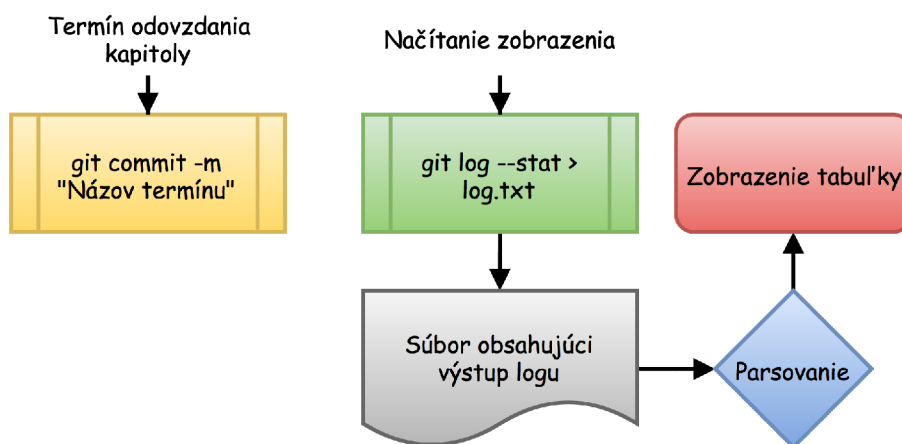 Termín odovzdania
kapitoly
Načítanie zobrazenia
git commit -m
"Názov termínu"
git log --stat >
log.txt
Zobrazenie tabuľky
Súbor obsahujúci
výstup logu
Parsovanie